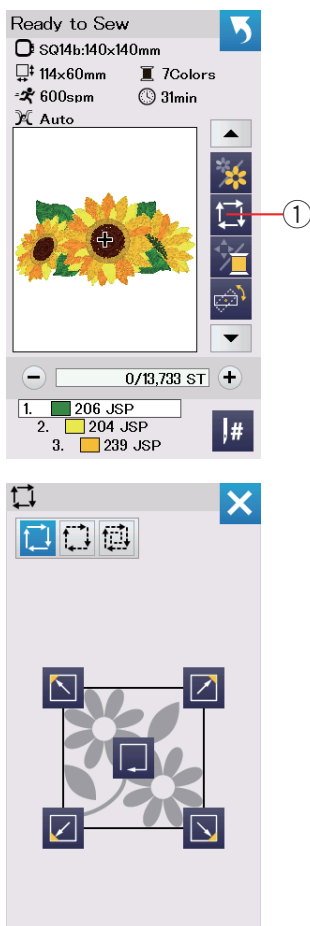 Ready to Sew
SQ14b:140x140mm
114x60mm 7Colors
600spm 31min
Auto
1
0/13,733 ST
1. 206 JSP
2. 204 JSP
3. 239 JSP
#